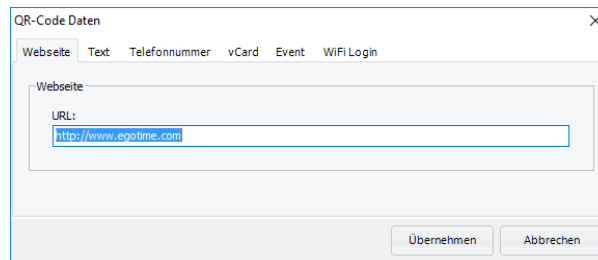 QR-Code Daten
Webseite Text Telefonnummer vCard Event WiFi Login
Webseite
URL:
http://www.egotime.com
Übernehmen Abbrechen